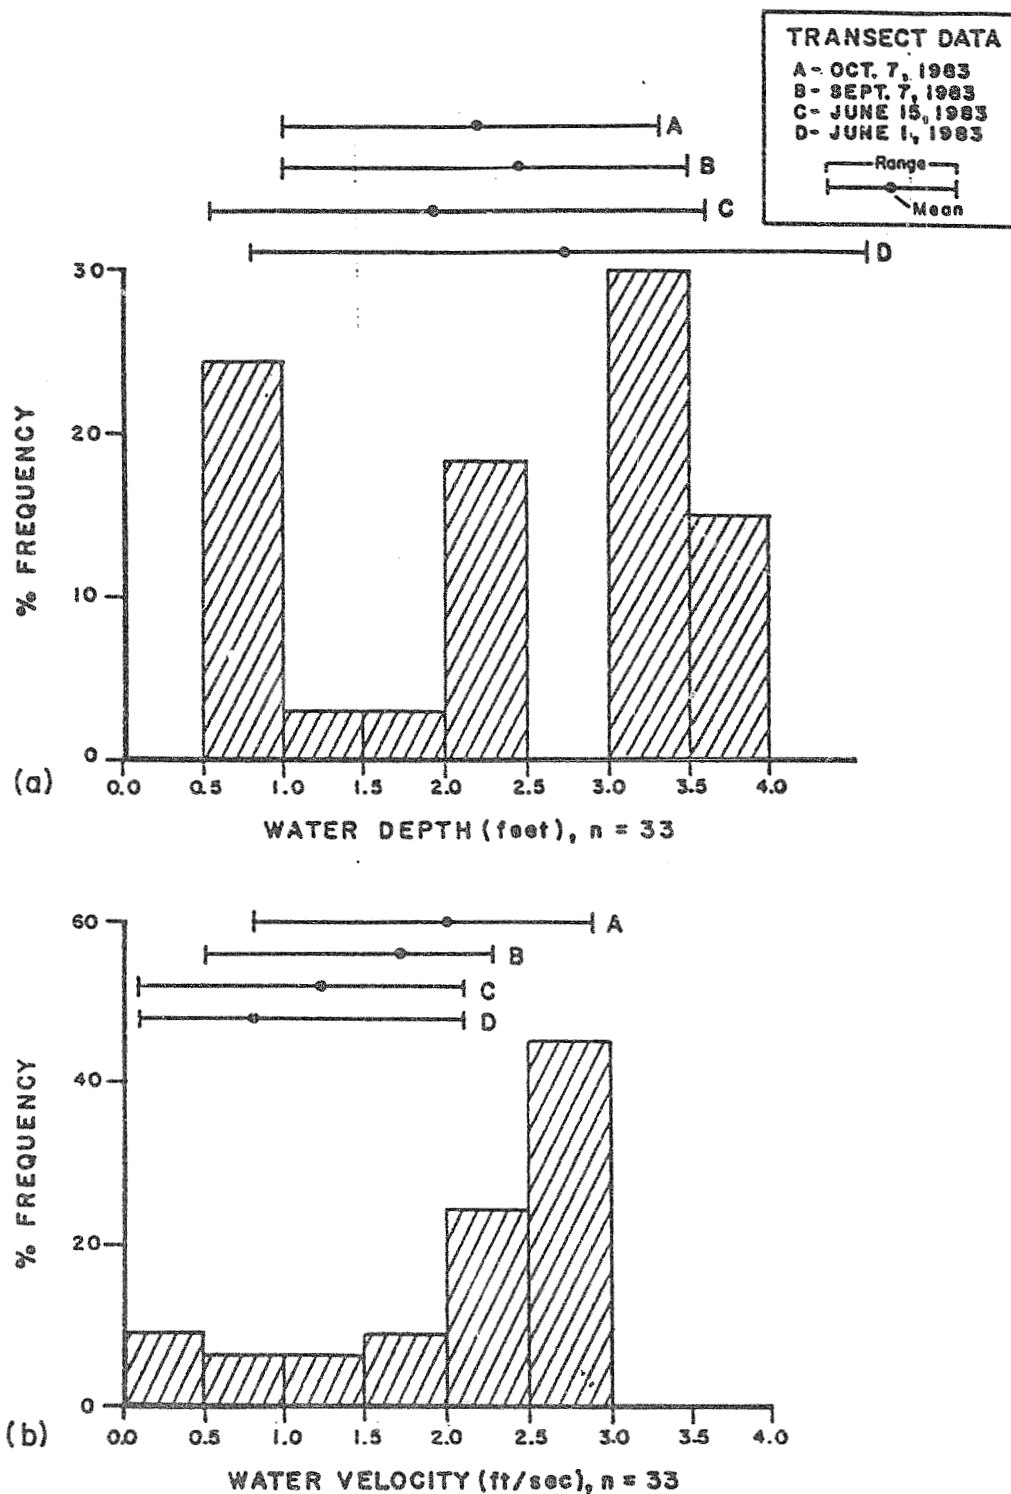 TRANSECT DATA
A- OCT. 7, 1983
B- SEPT. 7, 1983
C- JUNE 15, 1983
D- JUNE 1, 1983
Range
Mean
A
B
C
D
30
20
10
0
% FREQUENCY
(a)
0.0 0.5 1.0 1.5 2.0 2.5 3.0 3.5 4.0
WATER DEPTH (feet), n = 33
A
B
C
D
60
40
20
0
% FREQUENCY
(b)
0.0 0.5 1.0 1.5 2.0 2.5 3.0 3.5 4.0
WATER VELOCITY (ft/sec), n = 33